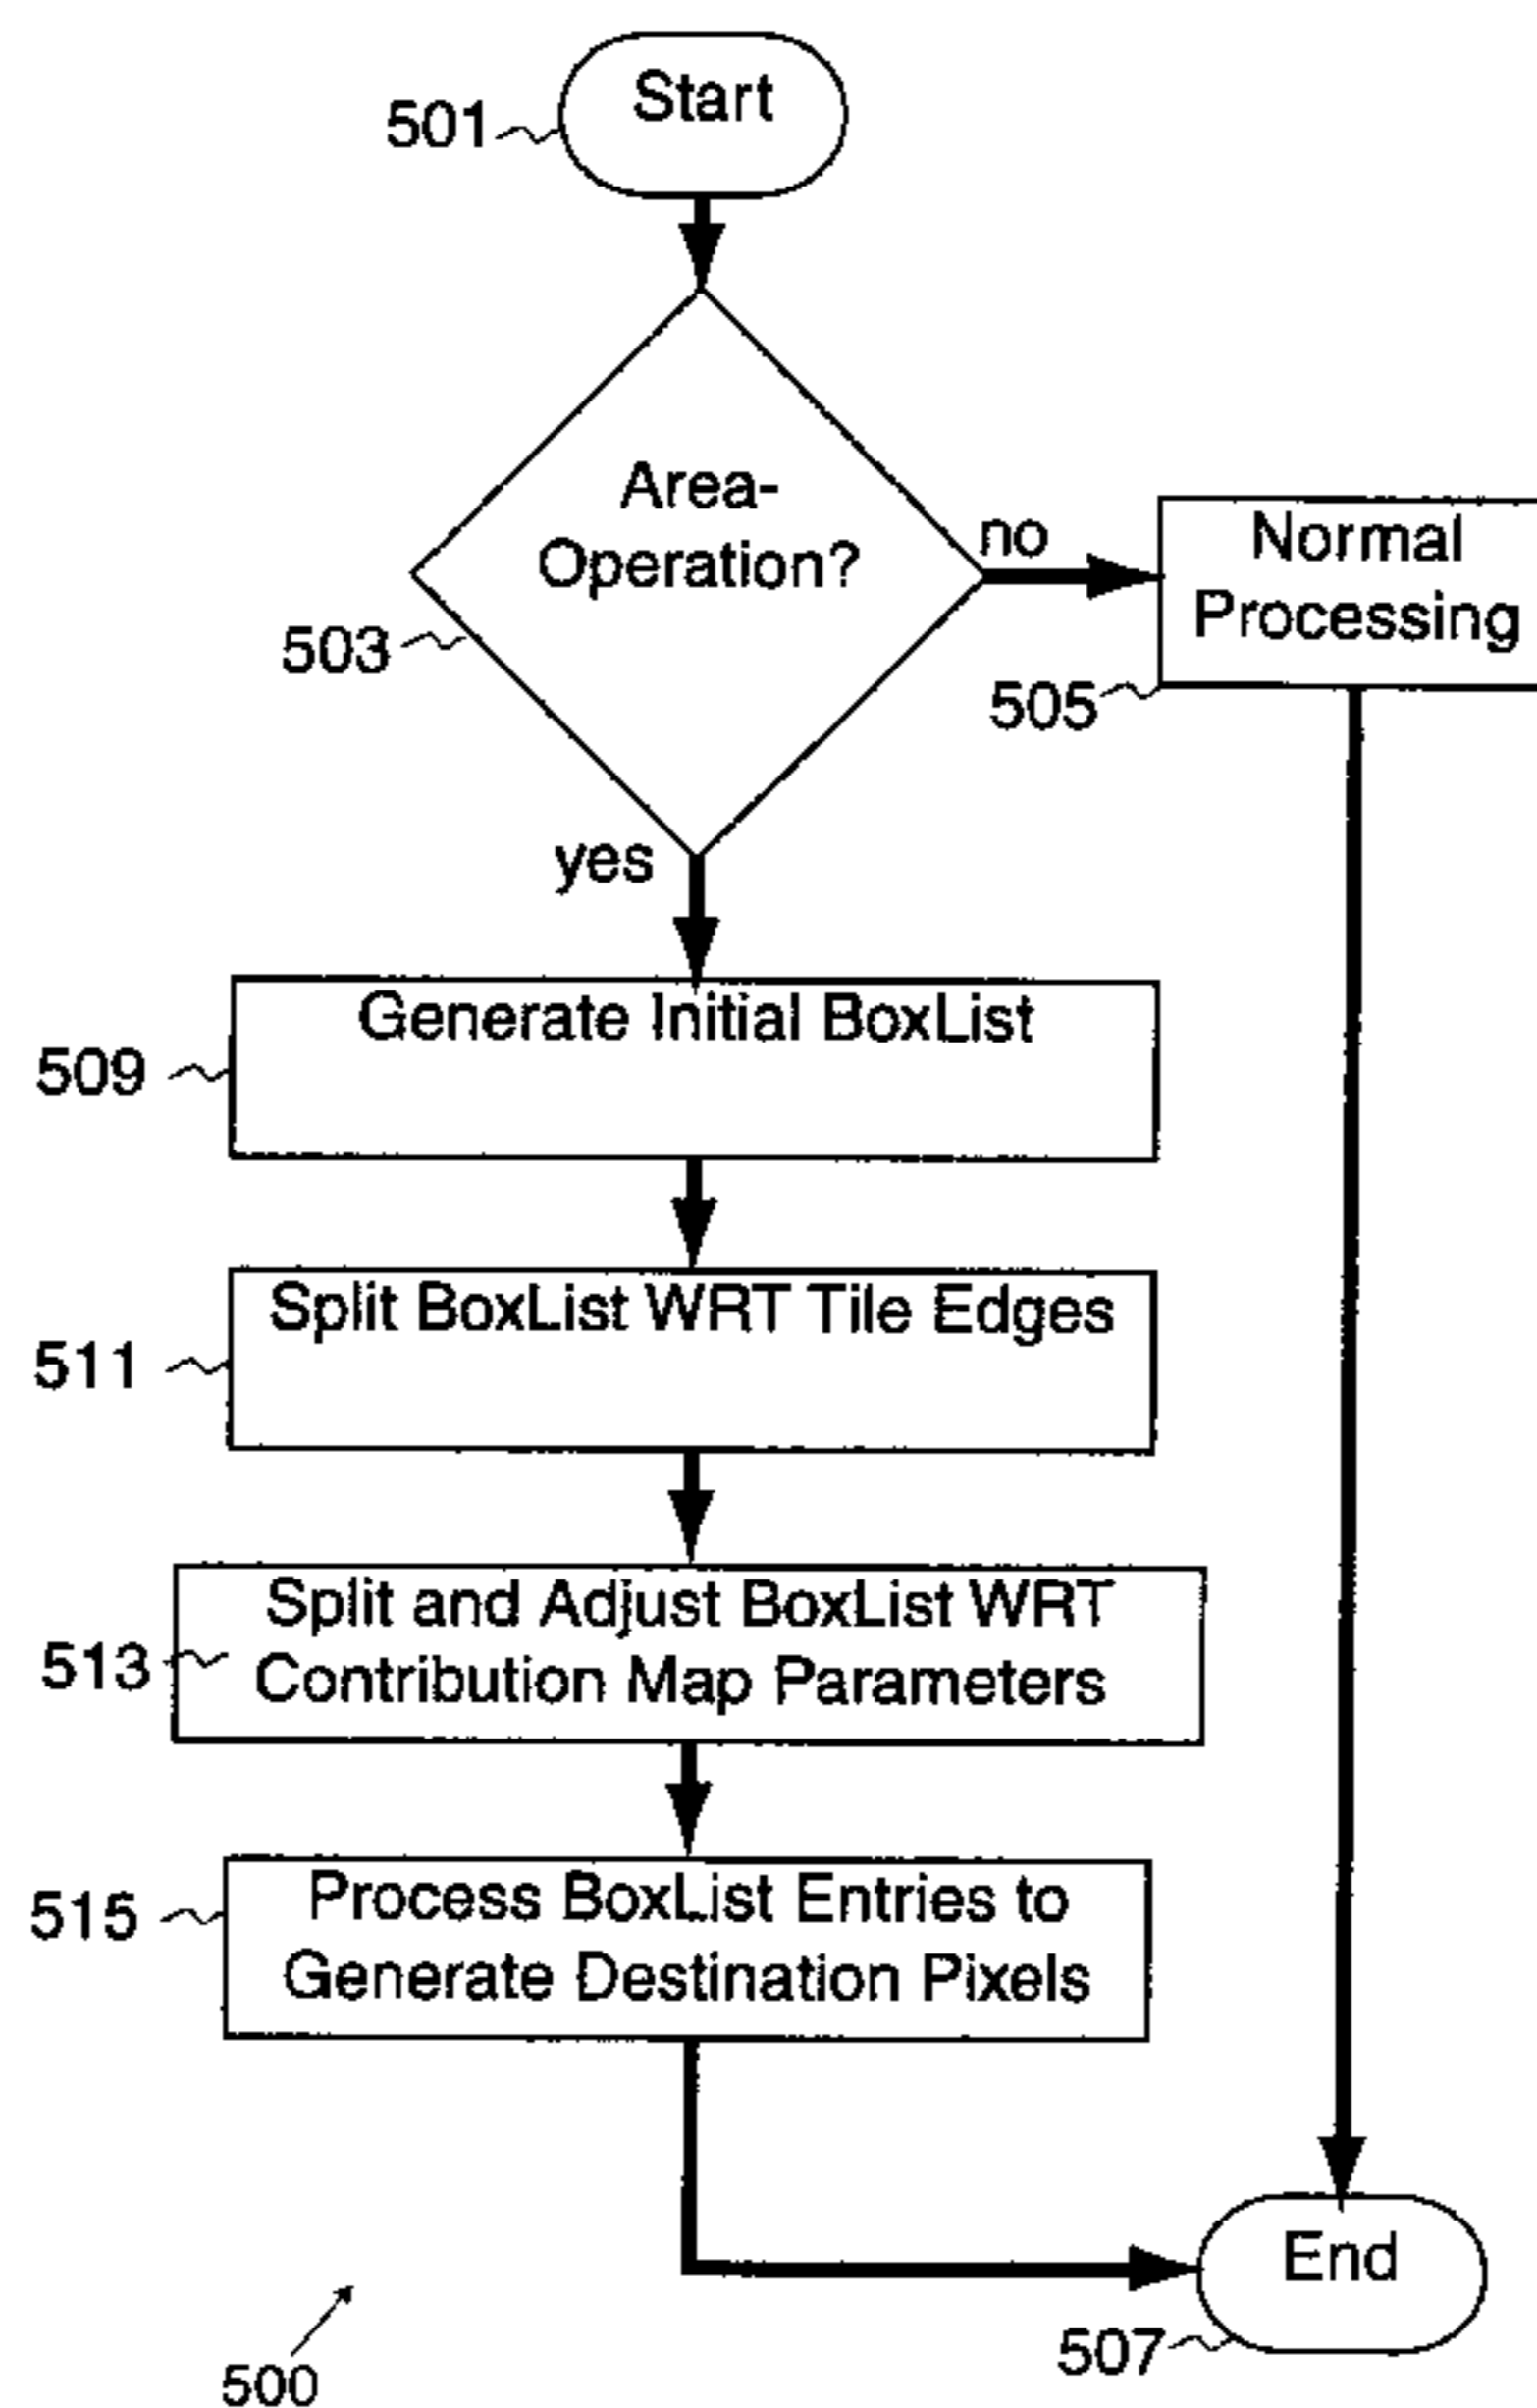 Start
501
Area-
Operation?
no
503
Normal
Processing
505
yes
Generate Initial BoxList
509
Split BoxList WRT Tile Edges
511
Split and Adjust BoxList WRT
Contribution Map Parameters
513
Process BoxList Entries to
Generate Destination Pixels
515
End
507
500